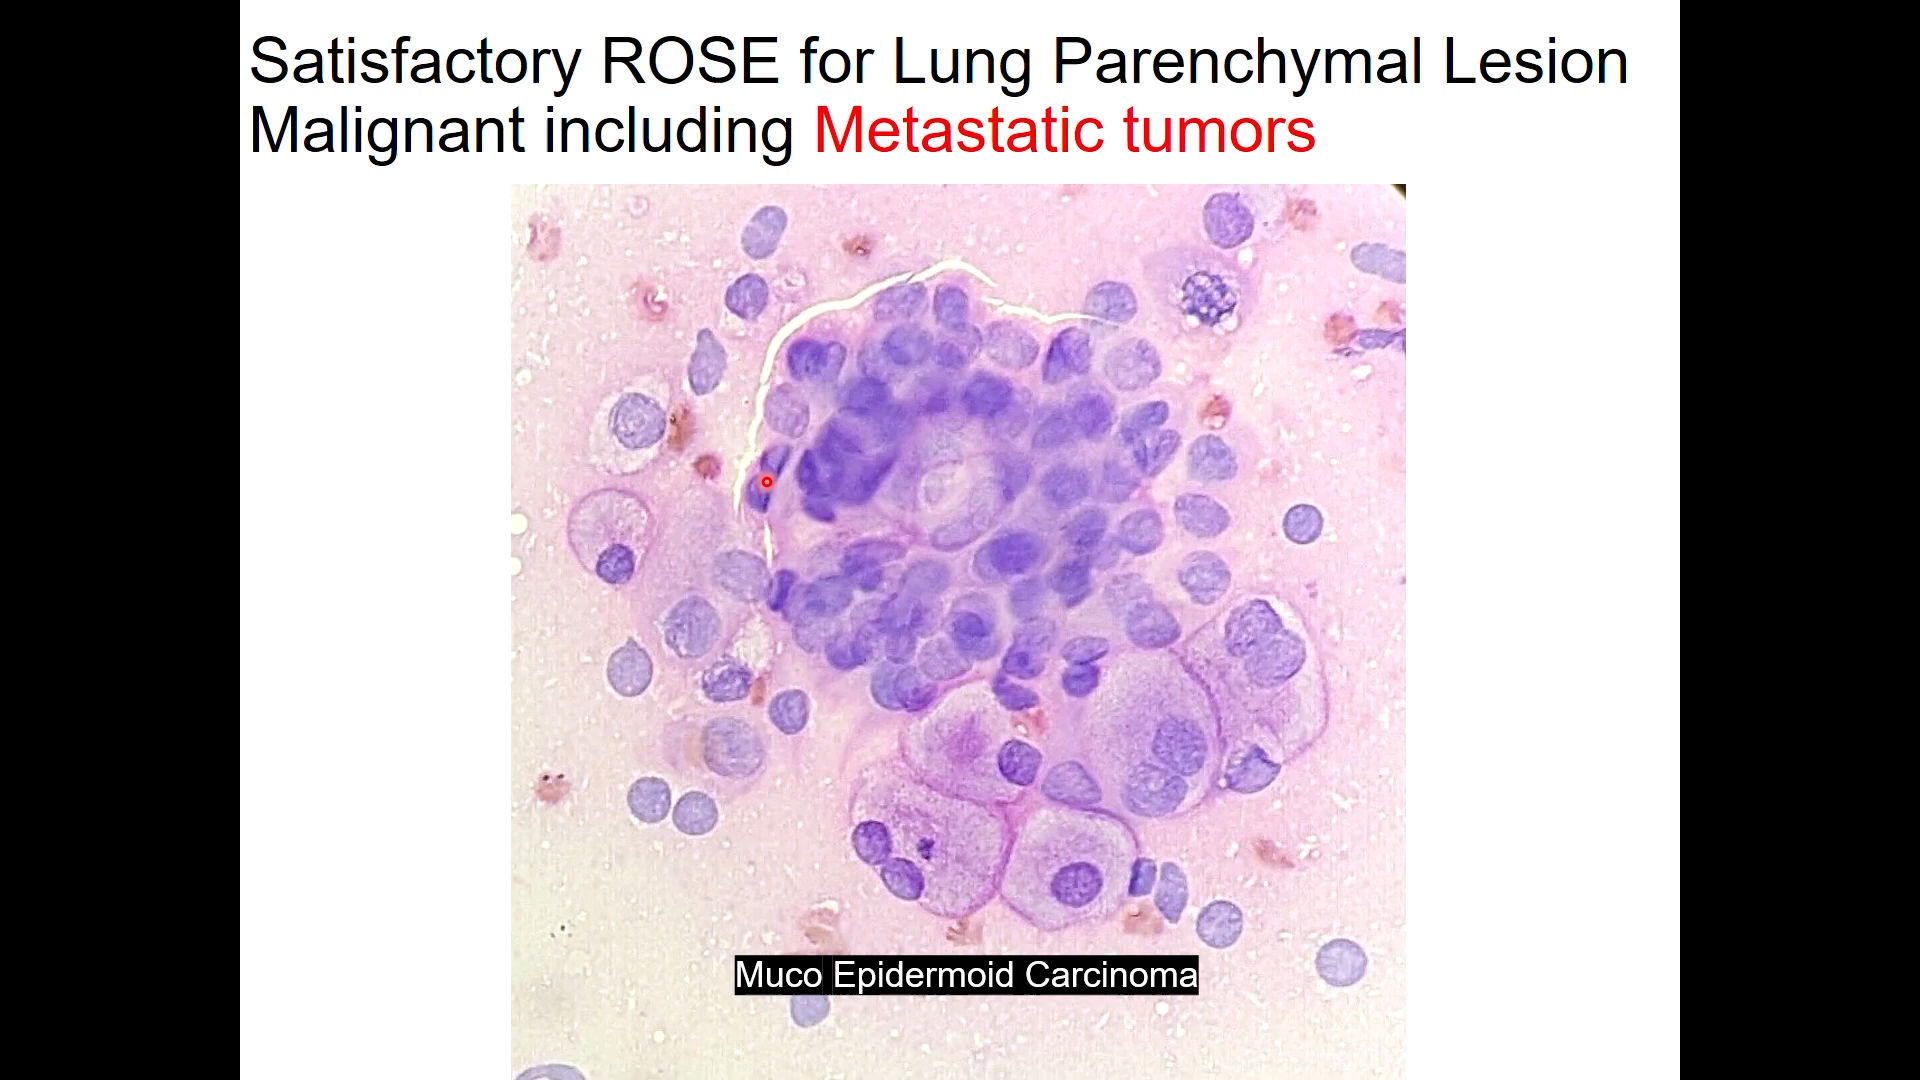 Satisfactory ROSE for Lung Parenchymal Lesion
Malignant including Metastatic tumors
Muco Epidermoid Carcinoma